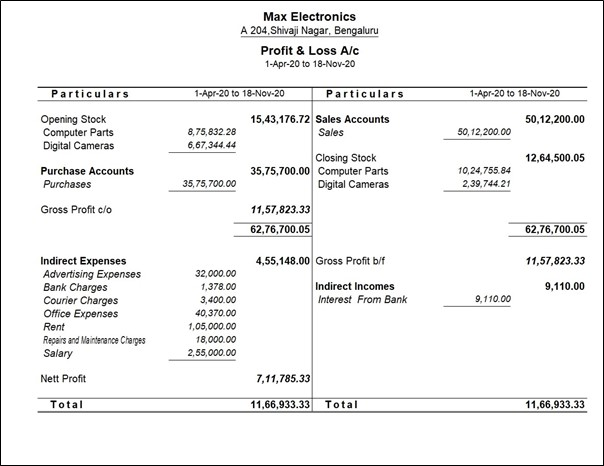 Max Electronics
A 204,Shivaji Nagar, Bengaluru
Profit & Loss A/c
1-Apr-20 to 18-Nov-20
Particulars 1-Apr-20 to 18-Nov-20 Particulars 1-Apr-20 to 18-Nov-20
Opening Stock 15,43,176.72 Sales Accounts 50,12,200.00
Computer Parts 8,75,832.28 Sales 50,12,200.00
Digital Cameras 6,67,344.44
Closing Stock 12,64,500.05
Purchase Accounts 35,75,700.00 Computer Parts 10,24,755.84
Purchases 35,75,700.00 Digital Cameras 2,39,744.21
Gross Profit c/o 11,57,823.33
62,76,700.05 62,76,700.05
Indirect Expenses 4,55,148.00 Gross Profit b/f 11,57,823.33
Advertising Expenses 32,000.00
Bank Charges 1,378.00 Indirect Incomes 9,110.00
Courier Charges 3,400.00 Interest From Bank 9,110.00
Office Expenses 40,370.00
Rent 1,05,000.00
Repairs and Maintenance Charges 18,000.00
Salary 2,55,000.00
Nett Profit 7,11,785.33
Total 11,66,933.33 Total 11,66,933.33